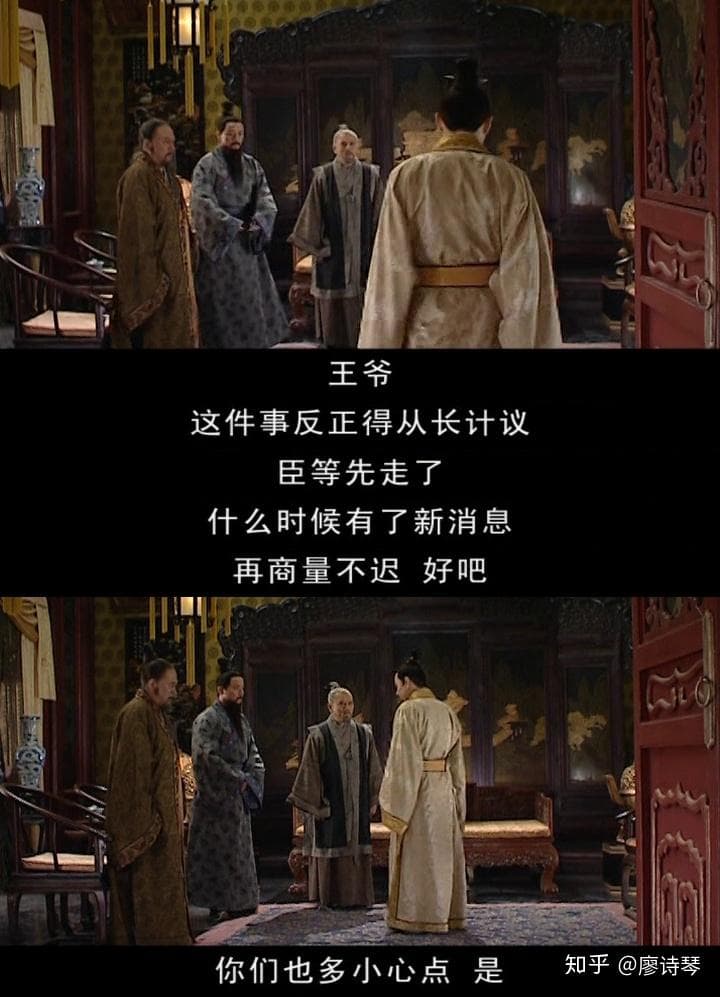 王爷
这件事反正得从长计议
臣等先走了
什么时候有了新消息
再商量不迟 好吧
你们也多小心点 是
知乎 @廖诗琴